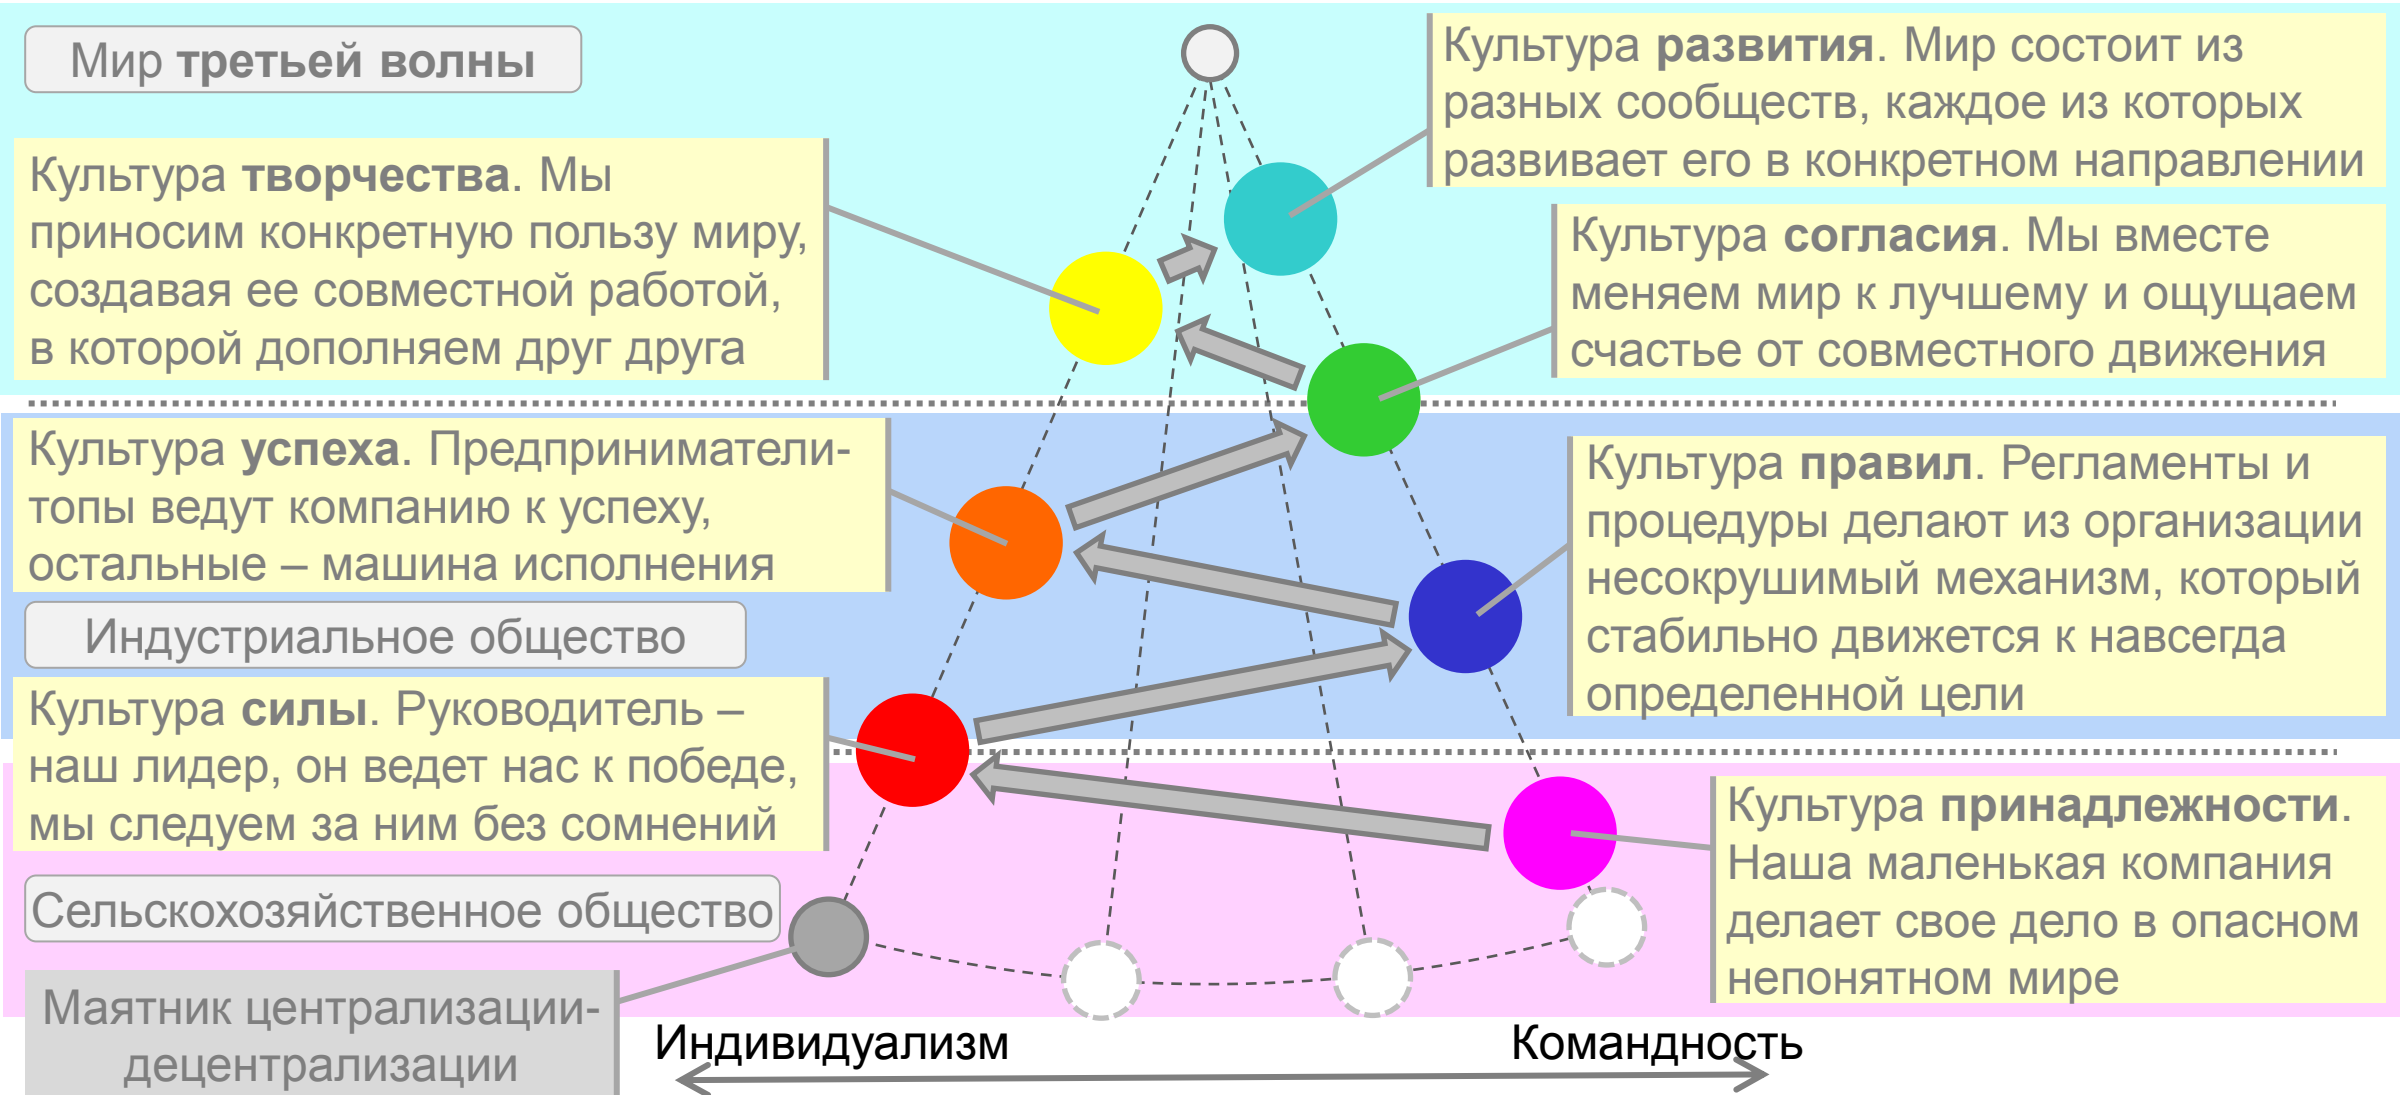 Мир третьей волны
Культура развития. Мир состоит из
разных сообществ, каждое из которых
развивает его в конкретном направлении
Культура творчества. Мы
приносим конкретную пользу миру,
создавая ее совместной работой,
в которой дополняем друг друга
Культура согласия. Мы вместе
меняем мир к лучшему и ощущаем
счастье от совместного движения
Культура успеха. Предприниматели-
топы ведут компанию к успеху,
остальные – машина исполнения
Культура правил. Регламенты и
процедуры делают из организации
несокрушимый механизм, который
стабильно движется к навсегда
определенной цели
Индустриальное общество
Культура силы. Руководитель –
наш лидер, он ведет нас к победе,
мы следуем за ним без сомнений
Культура принадлежности.
Наша маленькая компания
делает свое дело в опасном
непонятном мире
Сельскохозяйственное общество
Маятник централизации-
децентрализации
Индивидуализм
Командность